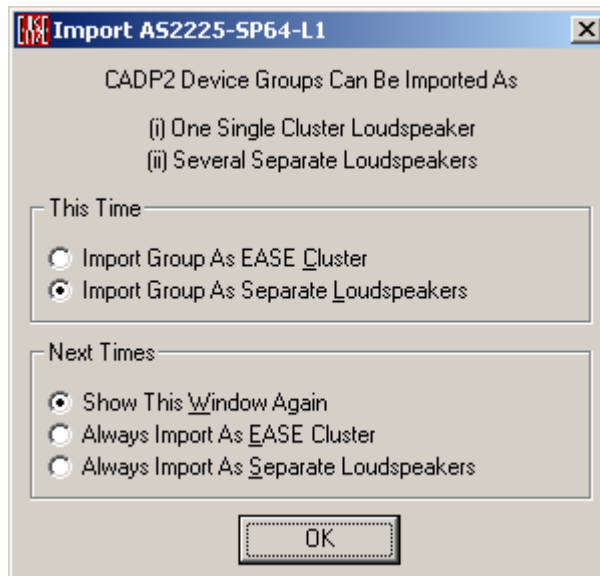 EASE Import AS2225-SP64-L1
CADP2 Device Groups Can Be Imported As
(i) One Single Cluster Loudspeaker
(ii) Several Separate Loudspeakers
This Time
Import Group As EASE Cluster
Import Group As Separate Loudspeakers
Next Times
Show This Window Again
Always Import As EASE Cluster
Always Import As Separate Loudspeakers
OK